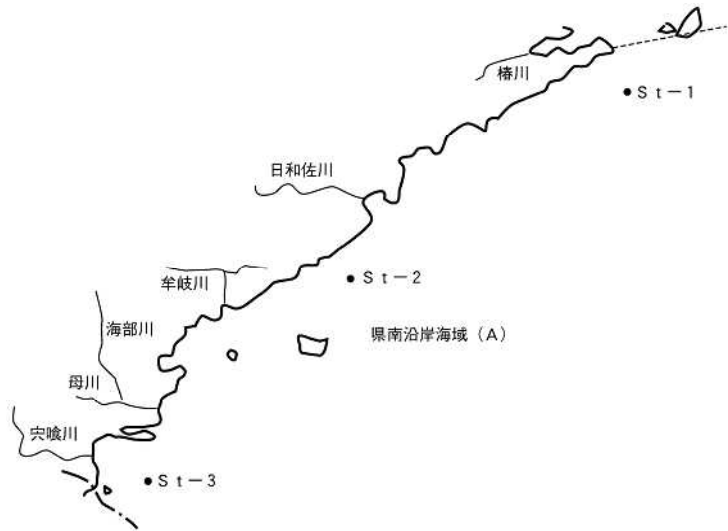 椿川
St－1
日和佐川
牟岐川
St－2
海部川
県南沿岸海域（A）
母川
宍喰川
St－3